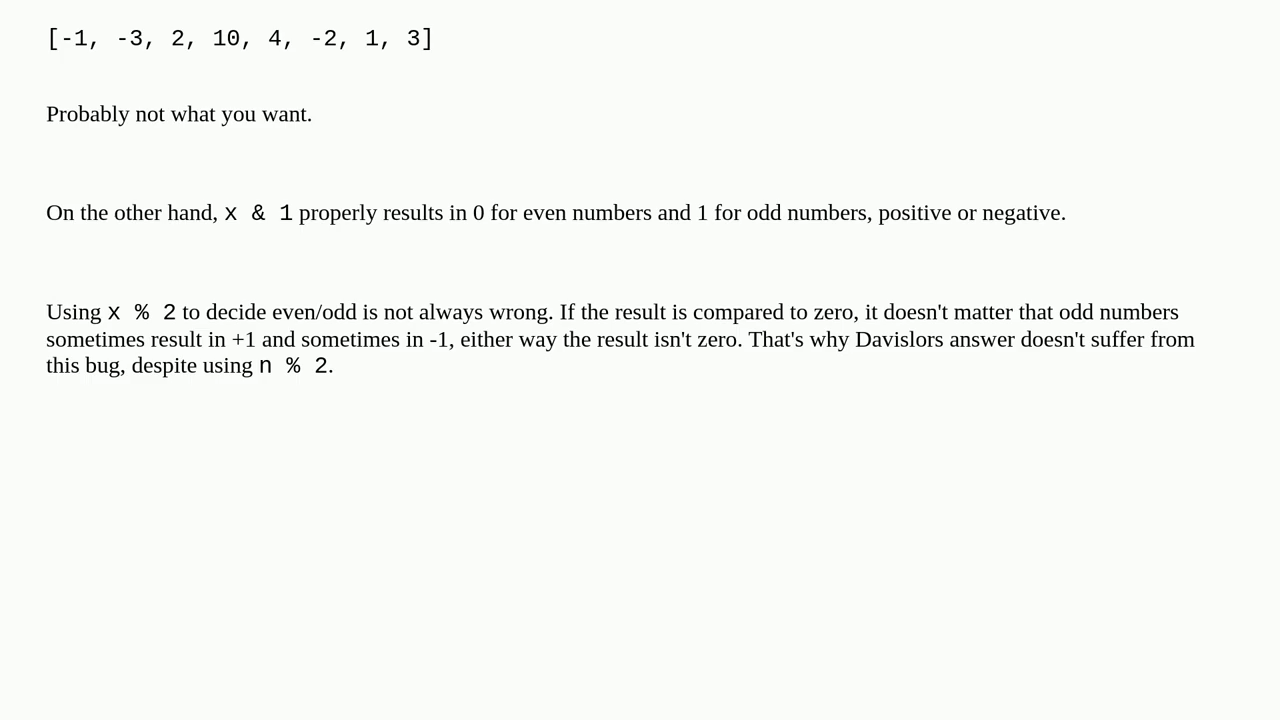 [-1, -3, 2, 10, 4, -2, 1, 3]
Probably not what you want.
On the other hand, x & 1 properly results in 0 for even numbers and 1 for odd numbers, positive or negative.
Using x % 2 to decide even/odd is not always wrong. If the result is compared to zero, it doesn't matter that odd numbers
sometimes result in +1 and sometimes in -1, either way the result isn't zero. That's why Davislors answer doesn't suffer from
this bug, despite using n % 2.